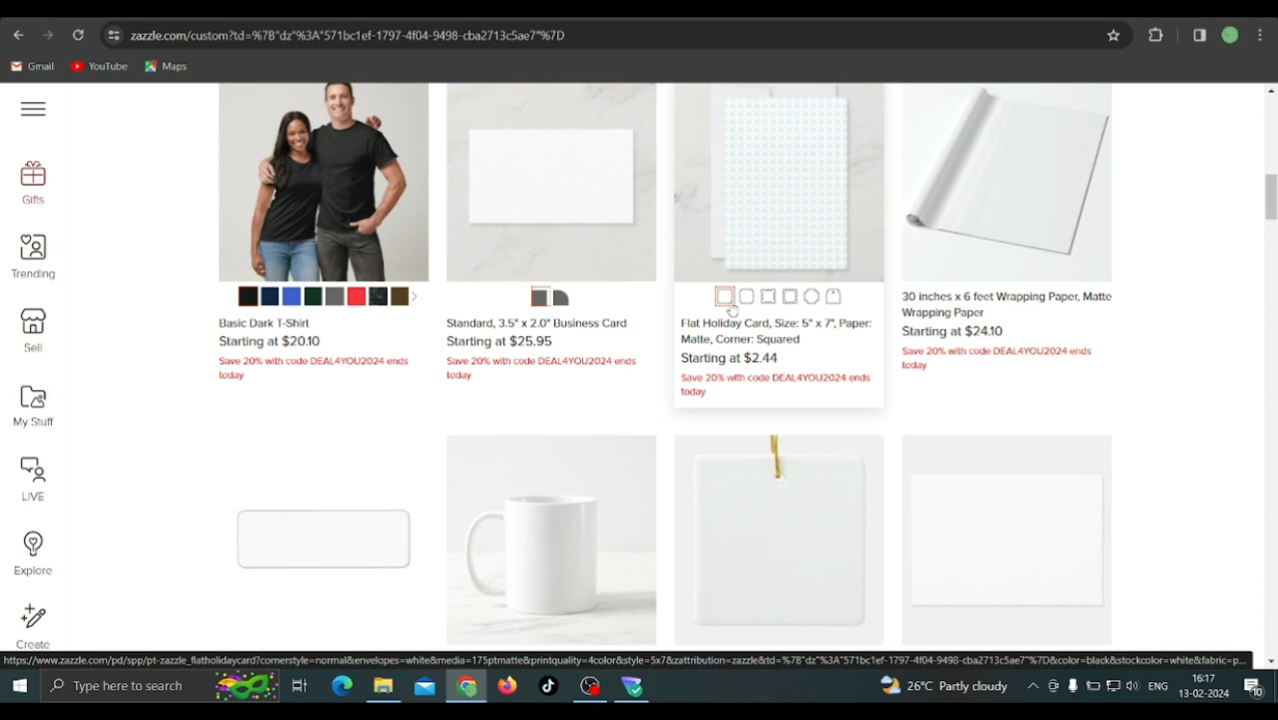 zazzle.com/custom?td=%7B"dz"%3A"571bc1ef-1797-4f04-9498-cba2713c5ae7"%7D
Gmail
YouTube
Maps
Gifts
Trending
Sell
My Stuff
LIVE
Explore
Create
Basic Dark T-Shirt
Starting at $20.10
Save 20% with code DEAL4YOU2024 ends
today
Standard, 3.5" x 2.0" Business Card
Starting at $25.95
Save 20% with code DEAL4YOU2024 ends
today
Flat Holiday Card, Size: 5" x 7", Paper:
Matte, Corner: Squared
Starting at $2.44
Save 20% with code DEAL4YOU2024 ends
today
30 inches x 6 feet Wrapping Paper, Matte
Wrapping Paper
Starting at $24.10
Save 20% with code DEAL4YOU2024 ends
today
https://www.zazzle.com/pd/spp/pt-zazzle_flatholidaycard?cornerstyle=normal&envelopes=white&media=175ptmatte&printquality=4color&style=5x7&zattribution=zazzle&td=%7B"dz"%3A"571bc1ef-1797-4f04-9498-cba2713c5ae7"%7D&color=black&stockcolor=white&fabric=p...
Type here to search
26°C Partly cloudy
ENG
16:17
13-02-2024
10